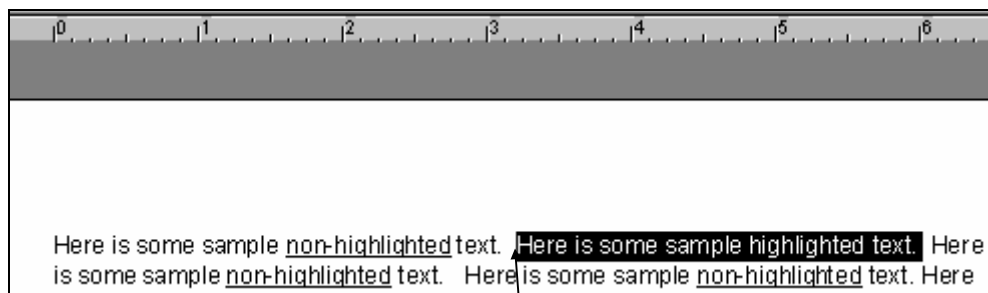 0 1 2 3 4 5 6
Here is some sample non-highlighted text. Here is some sample highlighted text. Here
is some sample non-highlighted text. Here is some sample non-highlighted text. Here